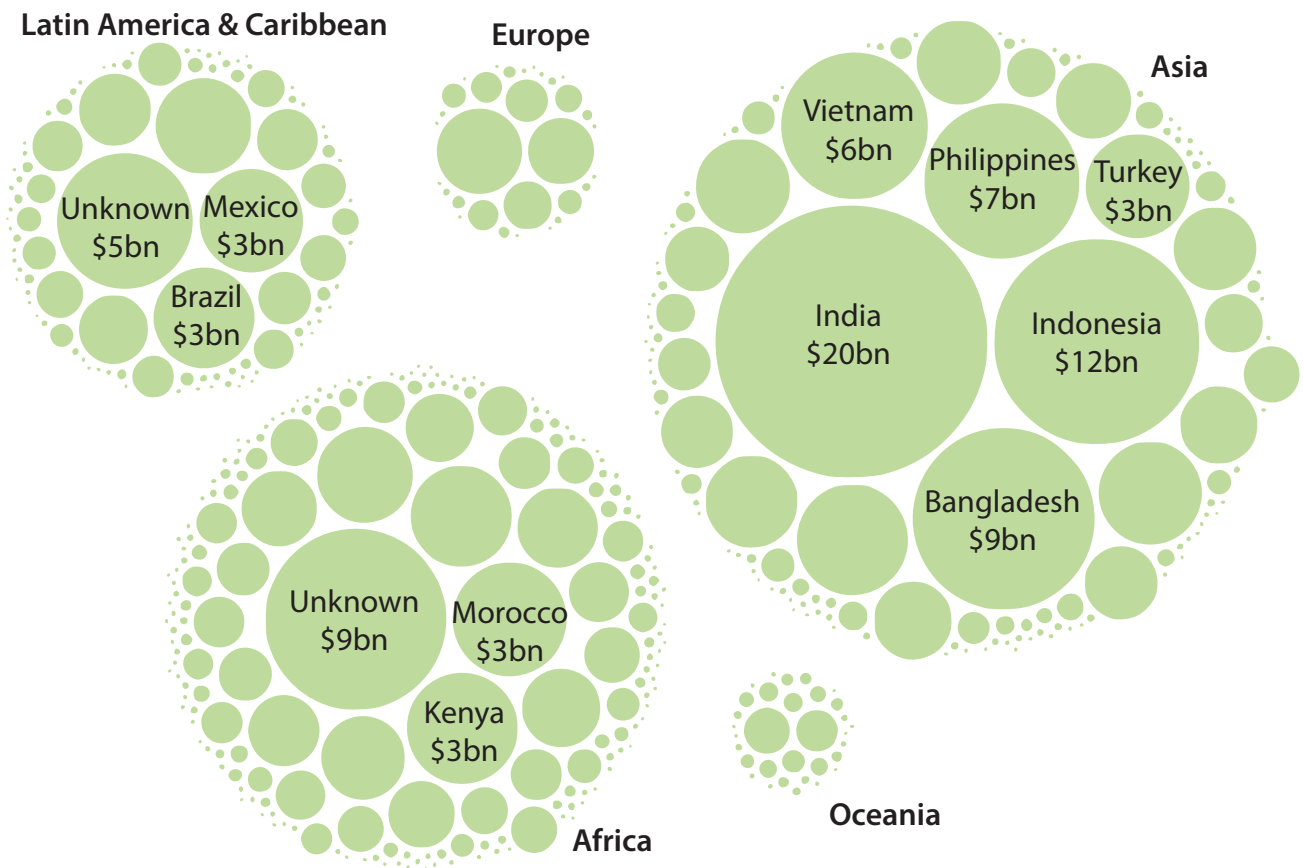 Latin America & Caribbean
Unknown
$5bn
Mexico
$3bn
Brazil
$3bn
Europe
Asia
Vietnam
$6bn
Philippines
$7bn
Turkey
$3bn
India
$20bn
Indonesia
$12bn
Bangladesh
$9bn
Unknown
$9bn
Morocco
$3bn
Kenya
$3bn
Africa
Oceania